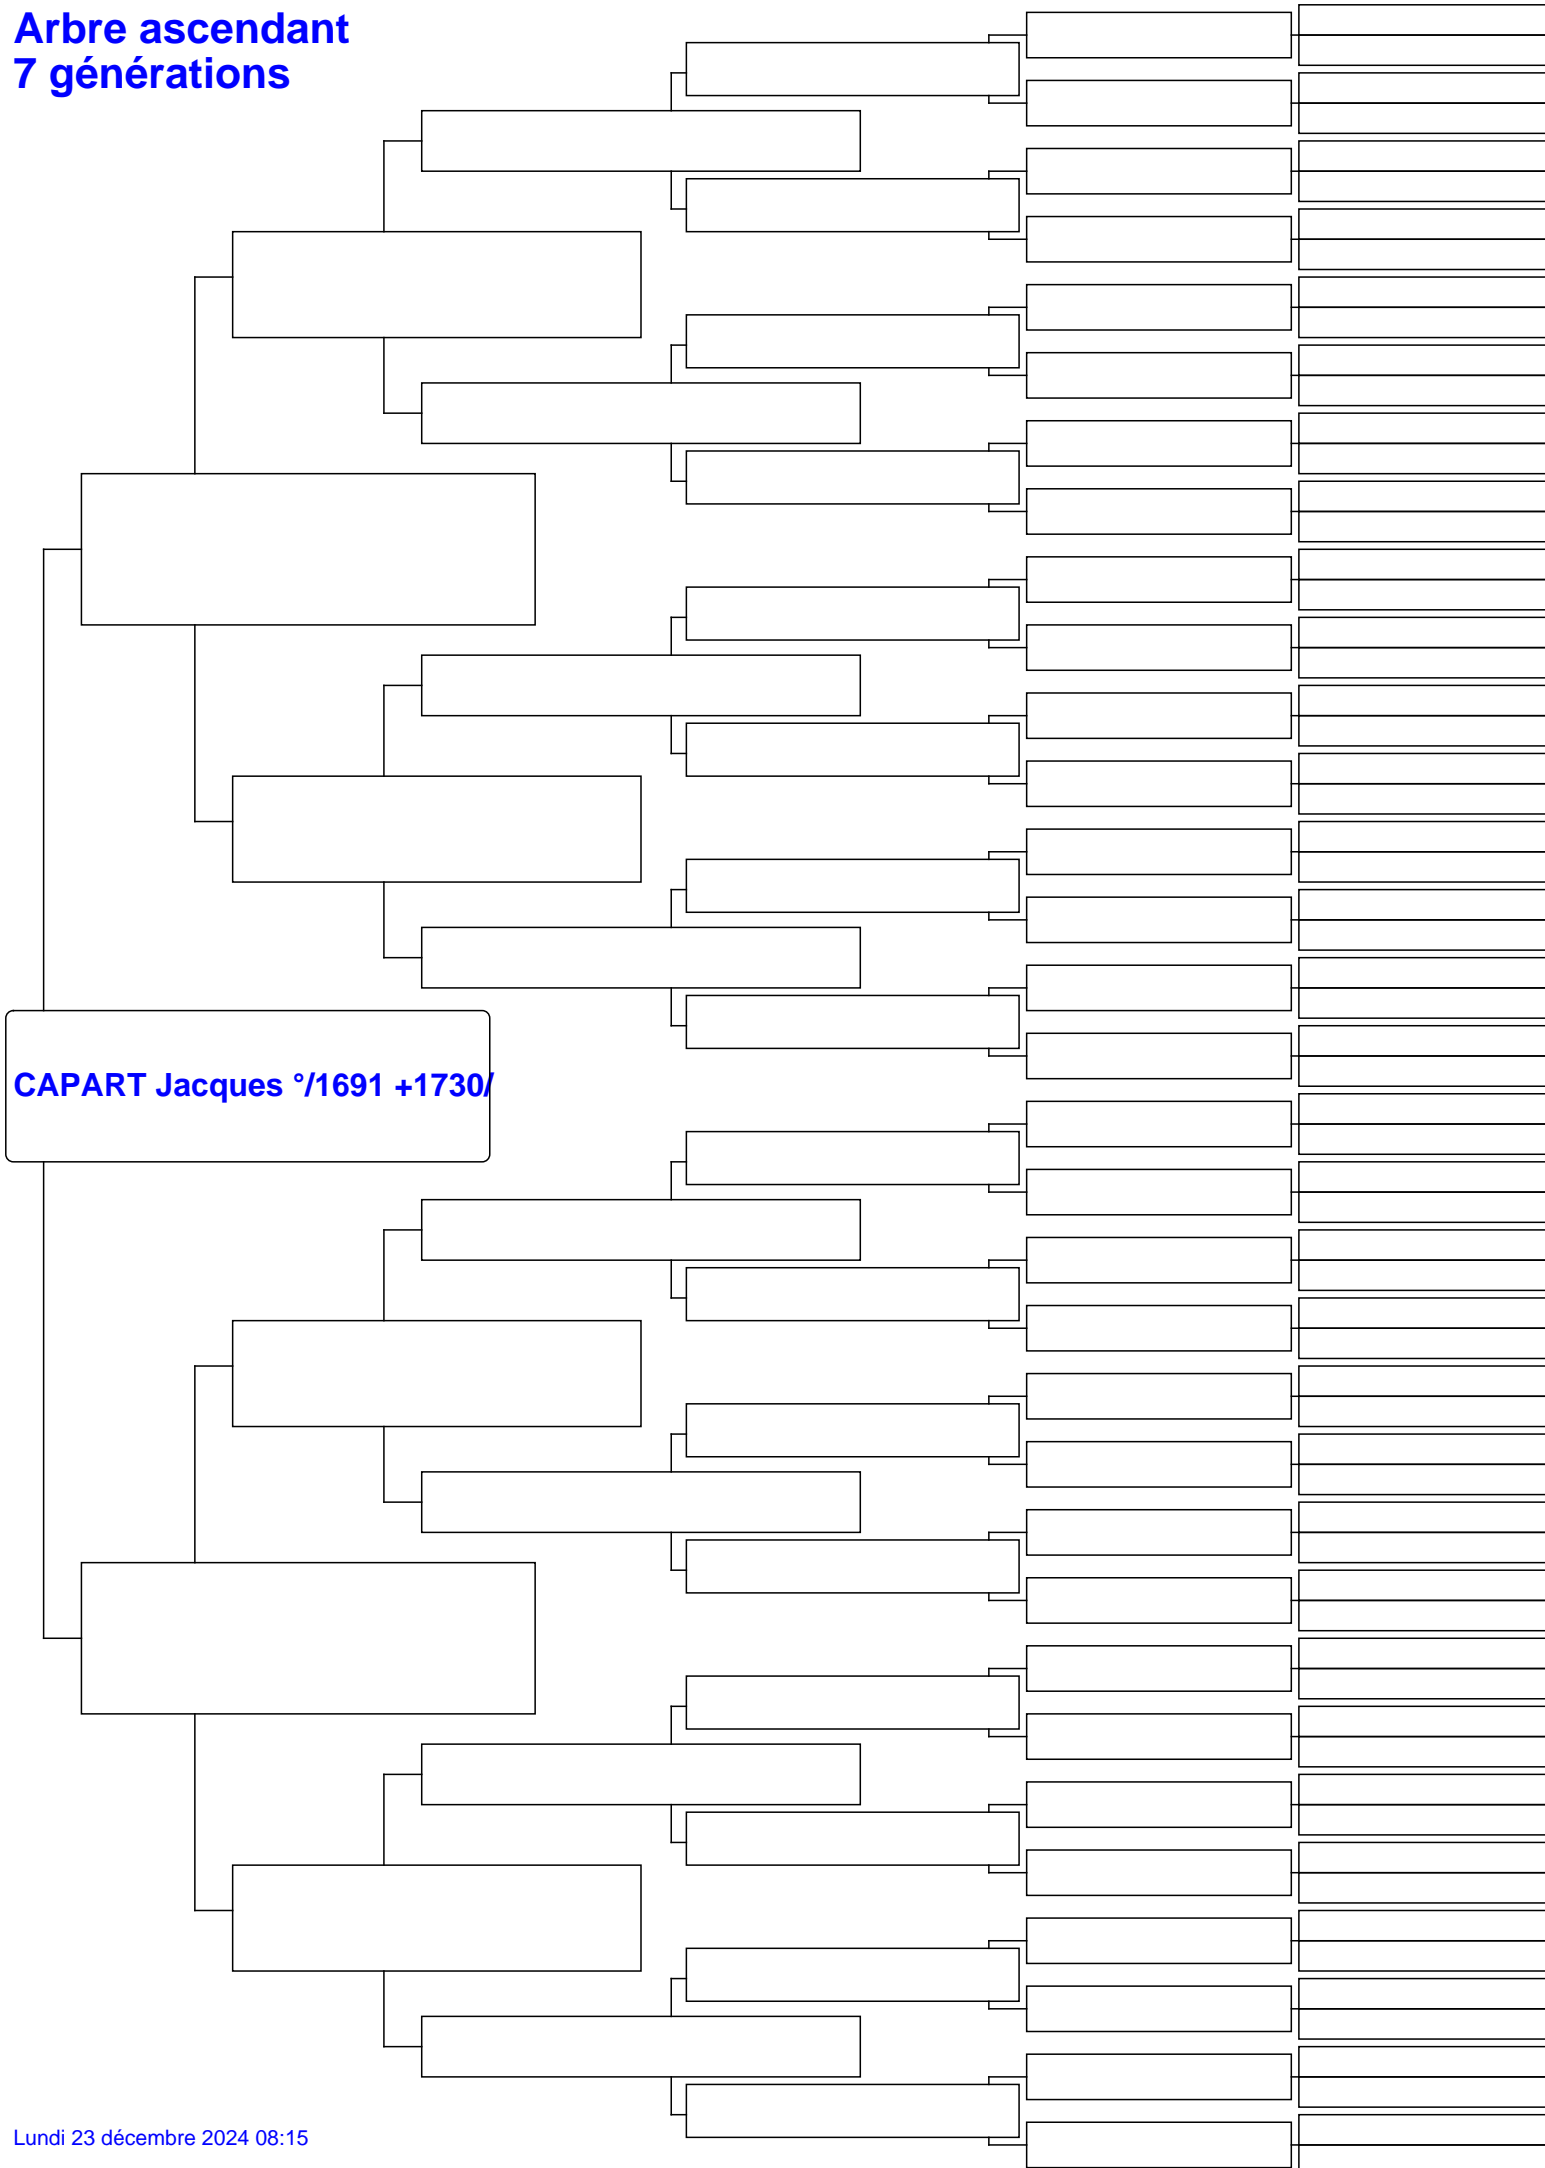 Arbre ascendant
7 générations
CAPART Jacques °/1691 +1730/
Lundi 23 décembre 2024 08:15